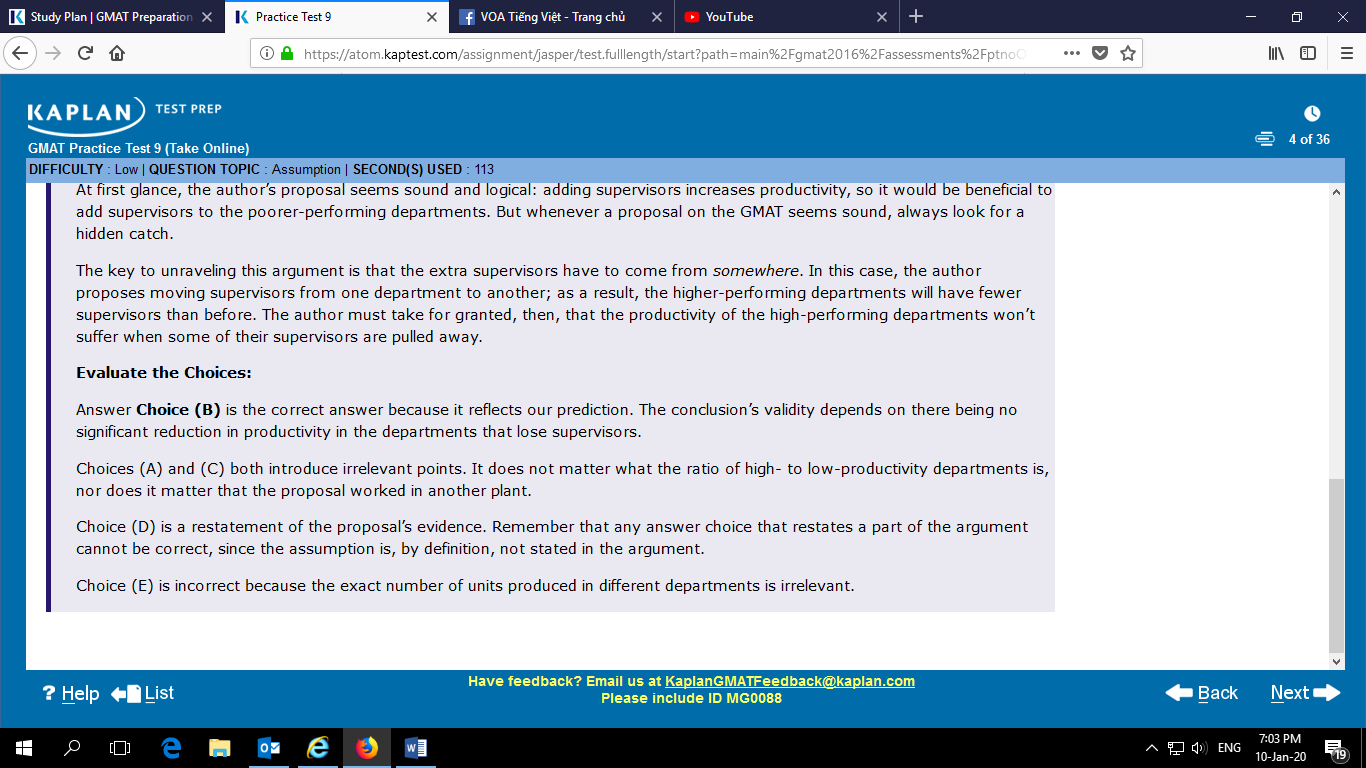 Study Plan | GMAT Preparation
Practice Test 9
VOA Tiếng Việt - Trang chủ
YouTube
https://atom.kaptest.com/assignment/jasper/test.fulllength/start?path=main%2Fgmat2016%2Fassessments%2Fptno
KAPLAN TEST PREP
GMAT Practice Test 9 (Take Online)
4 of 36
DIFFICULTY : Low | QUESTION TOPIC : Assumption | SECOND(S) USED : 113
At first glance, the author's proposal seems sound and logical: adding supervisors increases productivity, so it would be beneficial to
add supervisors to the poorer-performing departments. But whenever a proposal on the GMAT seems sound, always look for a
hidden catch.
The key to unraveling this argument is that the extra supervisors have to come from somewhere. In this case, the author
proposes moving supervisors from one department to another; as a result, the higher-performing departments will have fewer
supervisors than before. The author must take for granted, then, that the productivity of the high-performing departments won't
suffer when some of their supervisors are pulled away.
Evaluate the Choices:
Answer Choice (B) is the correct answer because it reflects our prediction. The conclusion's validity depends on there being no
significant reduction in productivity in the departments that lose supervisors.
Choices (A) and (C) both introduce irrelevant points. It does not matter what the ratio of high- to low-productivity departments is,
nor does it matter that the proposal worked in another plant.
Choice (D) is a restatement of the proposal's evidence. Remember that any answer choice that restates a part of the argument
cannot be correct, since the assumption is, by definition, not stated in the argument.
Choice (E) is incorrect because the exact number of units produced in different departments is irrelevant.
? Help
List
Have feedback? Email us at KaplanGMATFeedback@kaplan.com
Please include ID MG0088
Back
Next
ENG
7:03 PM
10-Jan-20
19